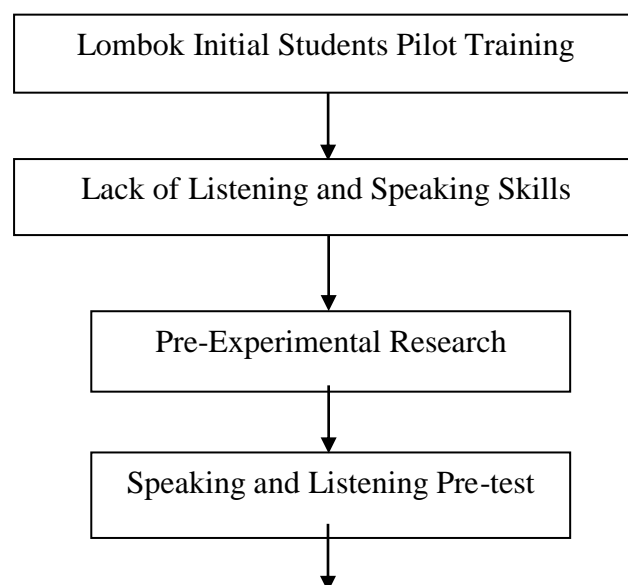 Lombok Initial Students Pilot Training
Lack of Listening and Speaking Skills
Pre-Experimental Research
Speaking and Listening Pre-test